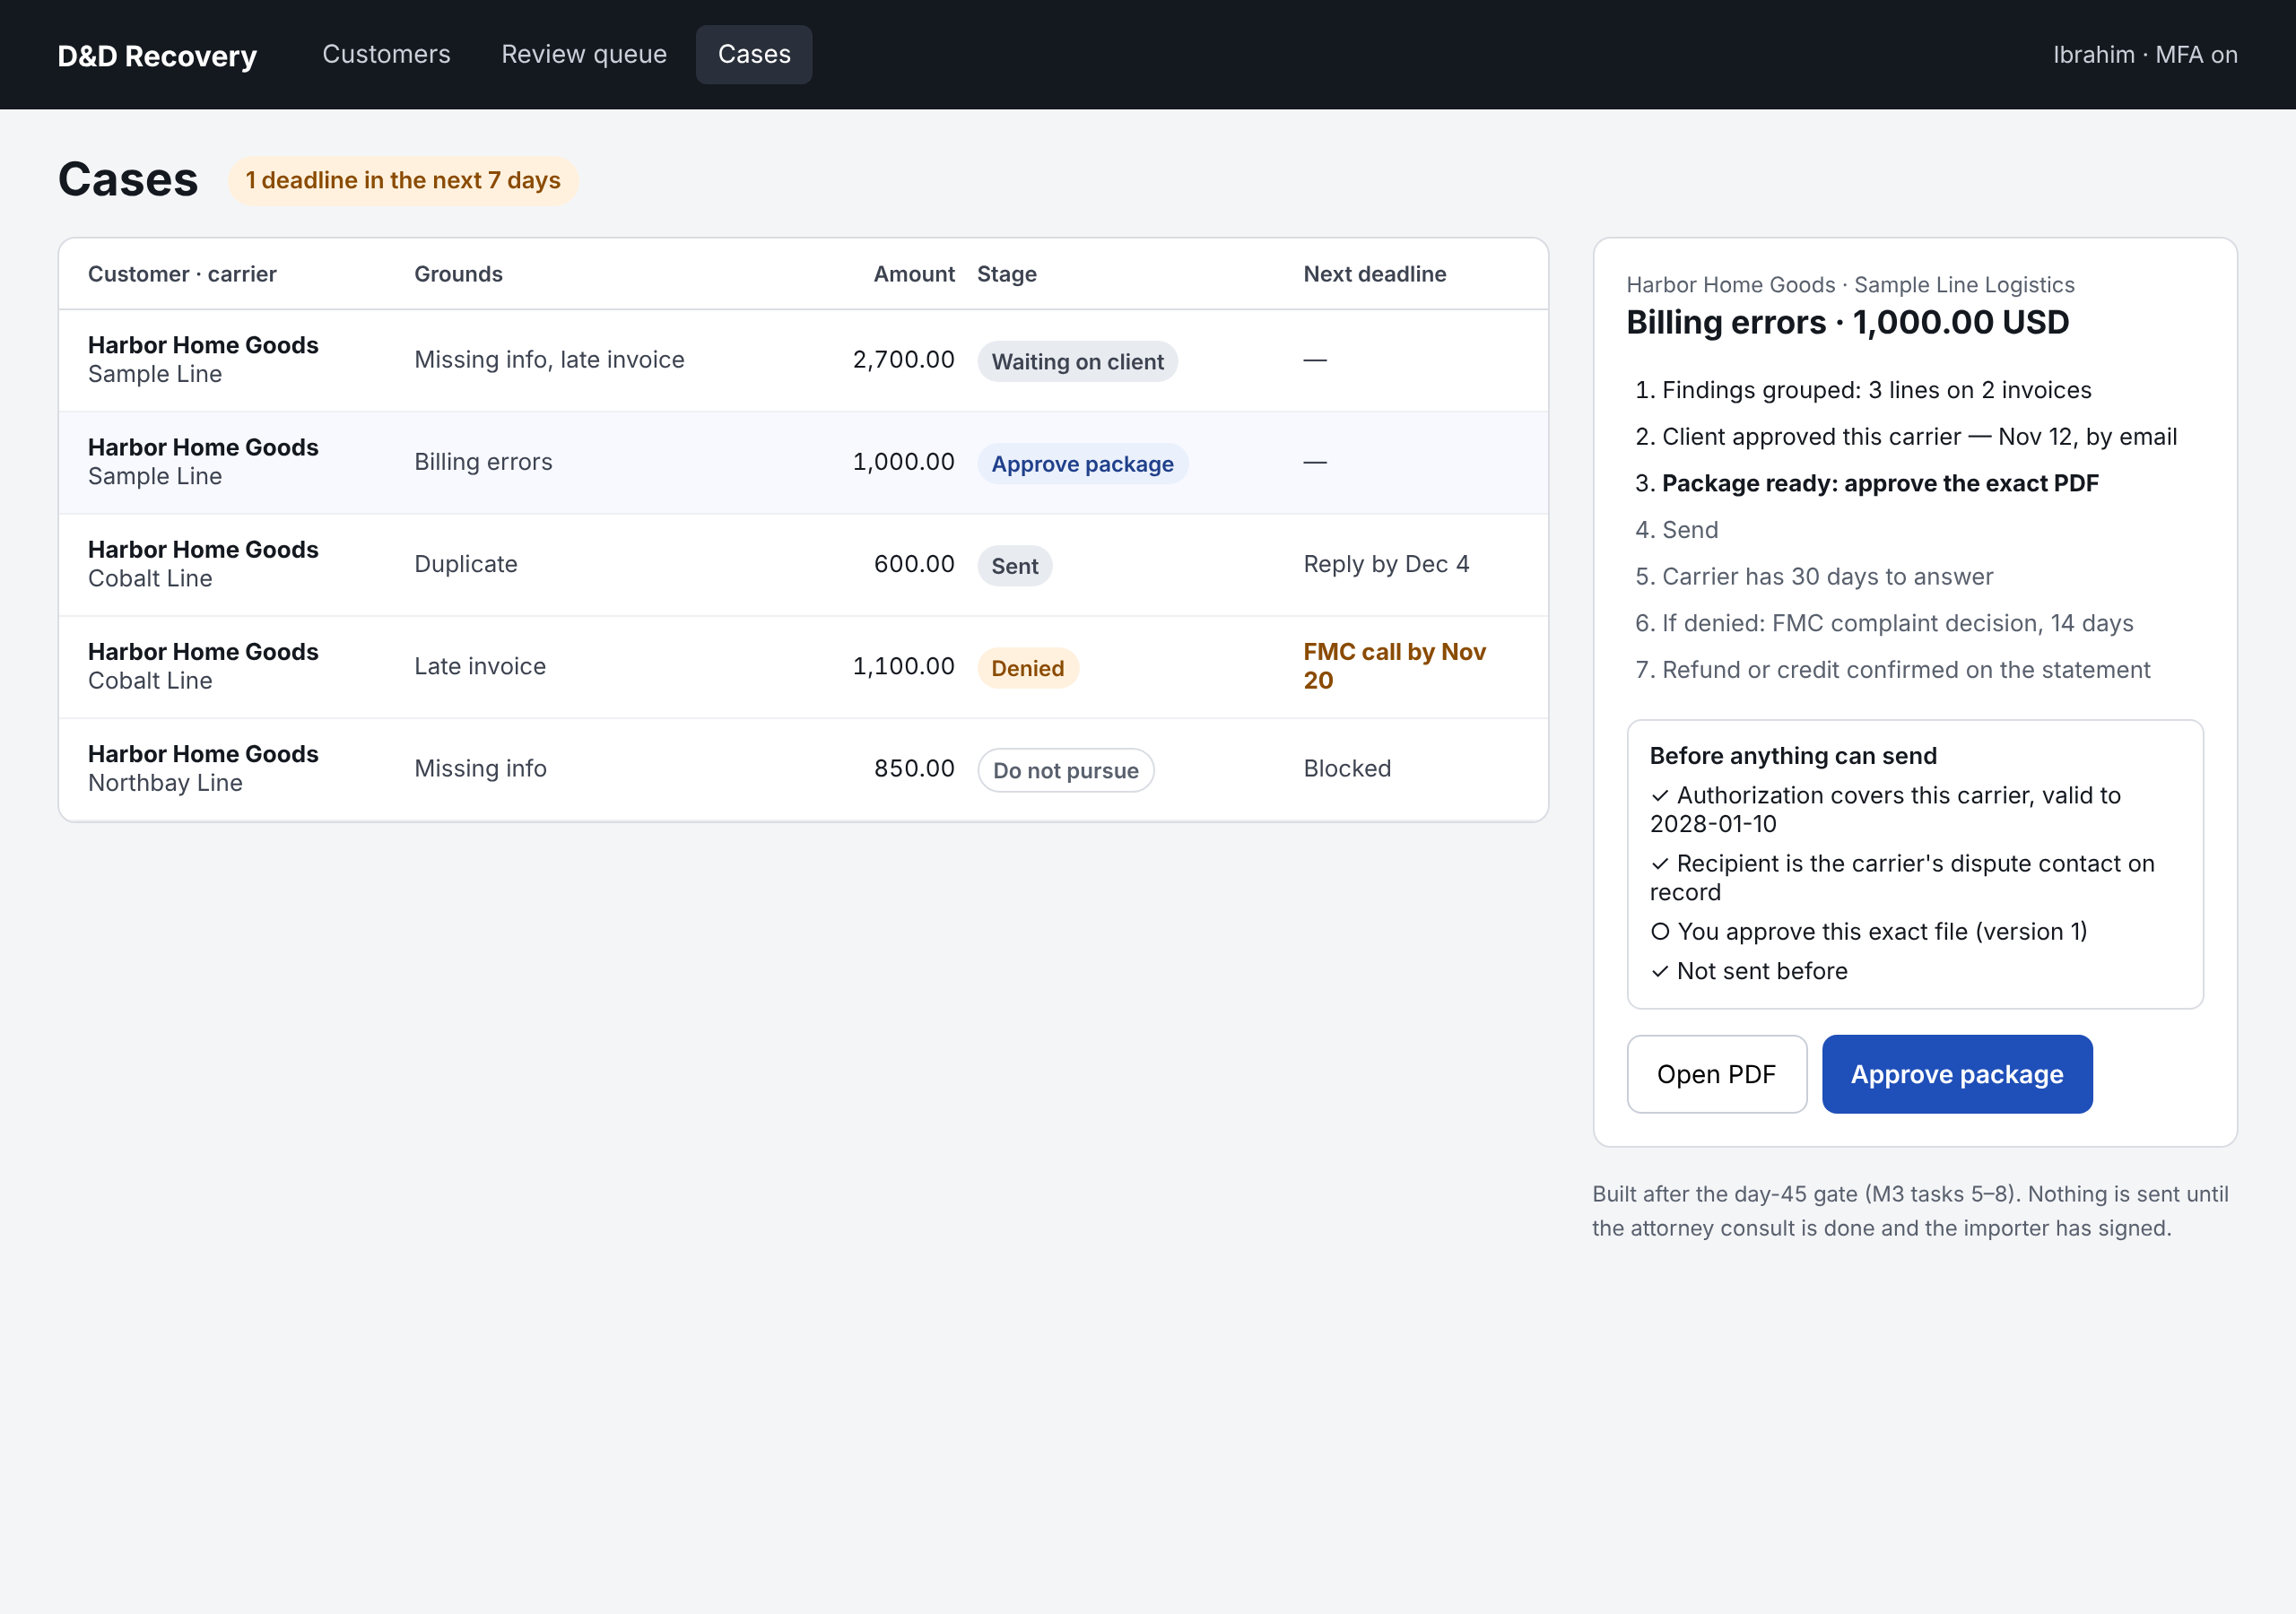 D&D Recovery
Customers
Review queue
Cases
Ibrahim · MFA on
Cases
1 deadline in the next 7 days
Customer · carrier
Grounds
Amount
Stage
Next deadline
Harbor Home Goods
Sample Line
Missing info, late invoice
2,700.00
Waiting on client
—
Harbor Home Goods
Sample Line
Billing errors
1,000.00
Approve package
—
Harbor Home Goods
Cobalt Line
Duplicate
600.00
Sent
Reply by Dec 4
Harbor Home Goods
Cobalt Line
Late invoice
1,100.00
Denied
FMC call by Nov
20
Harbor Home Goods
Northbay Line
Missing info
850.00
Do not pursue
Blocked
Harbor Home Goods · Sample Line Logistics
Billing errors · 1,000.00 USD
1. Findings grouped: 3 lines on 2 invoices
2. Client approved this carrier — Nov 12, by email
3. Package ready: approve the exact PDF
4. Send
5. Carrier has 30 days to answer
6. If denied: FMC complaint decision, 14 days
7. Refund or credit confirmed on the statement
Before anything can send
✓ Authorization covers this carrier, valid to
2028-01-10
✓ Recipient is the carrier's dispute contact on
record
○ You approve this exact file (version 1)
✓ Not sent before
Open PDF
Approve package
Built after the day-45 gate (M3 tasks 5–8). Nothing is sent until
the attorney consult is done and the importer has signed.